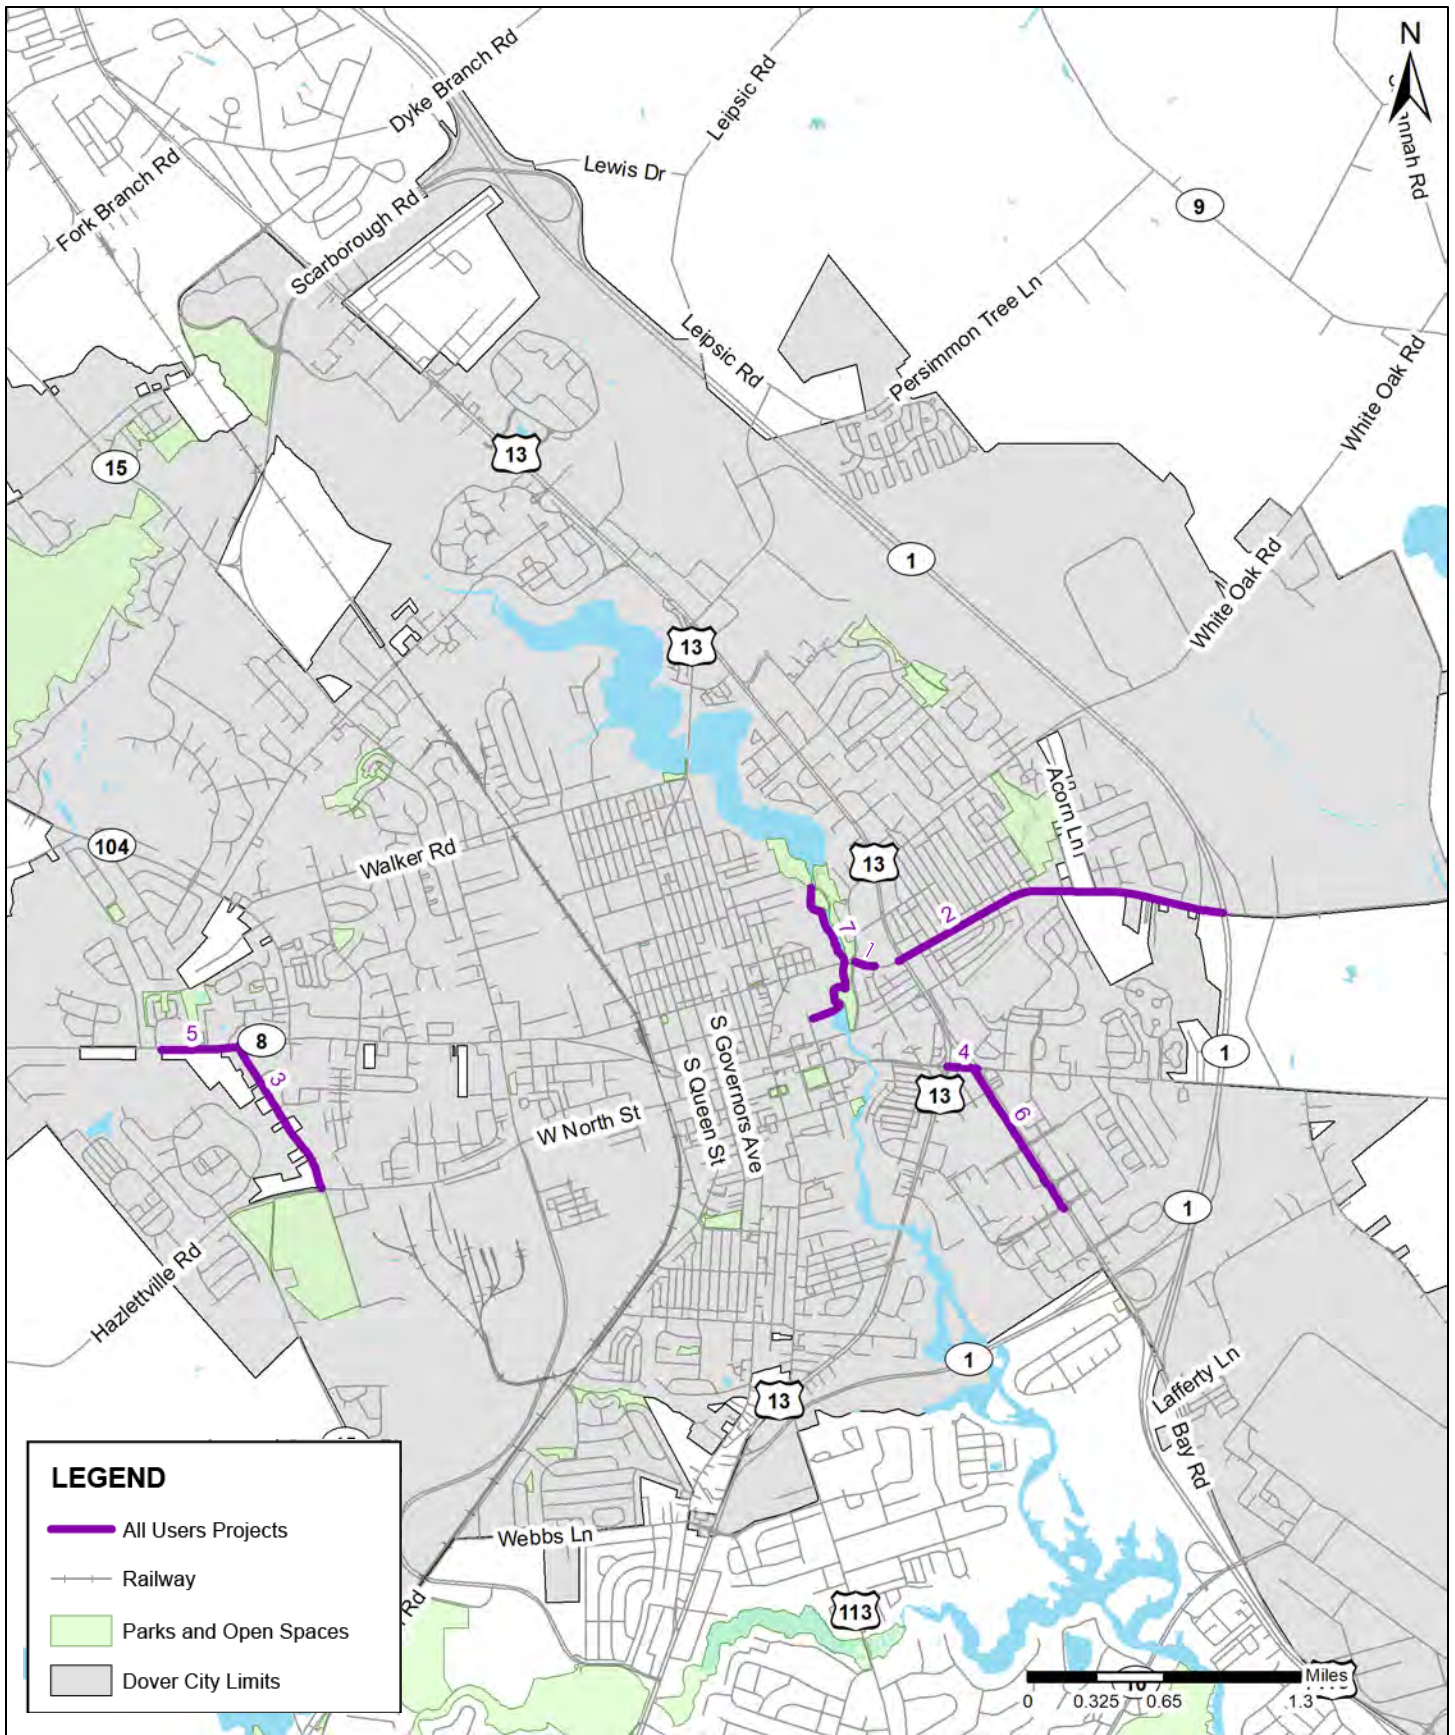 N
Dyke Branch Rd
Leipsic Rd
Lewis Dr
Fork Branch Rd
Scarborough Rd
nnah Rd
9
Persimmon Tree Ln
Leipsic Rd
White Oak Rd
13
15
1
White Oak Rd
13
Acorn Ln
104
Walker Rd
13
2
7
1
5
8
3
S Governors Ave
S Queen St
W North St
4
13
6
1
1
Hazlettville Rd
1
13
Lafferty Ln
Bay Rd
LEGEND
All Users Projects
Railway
Parks and Open Spaces
Dover City Limits
Webbs Ln
Rd
113
Miles
0 0.325 0.65 1.3